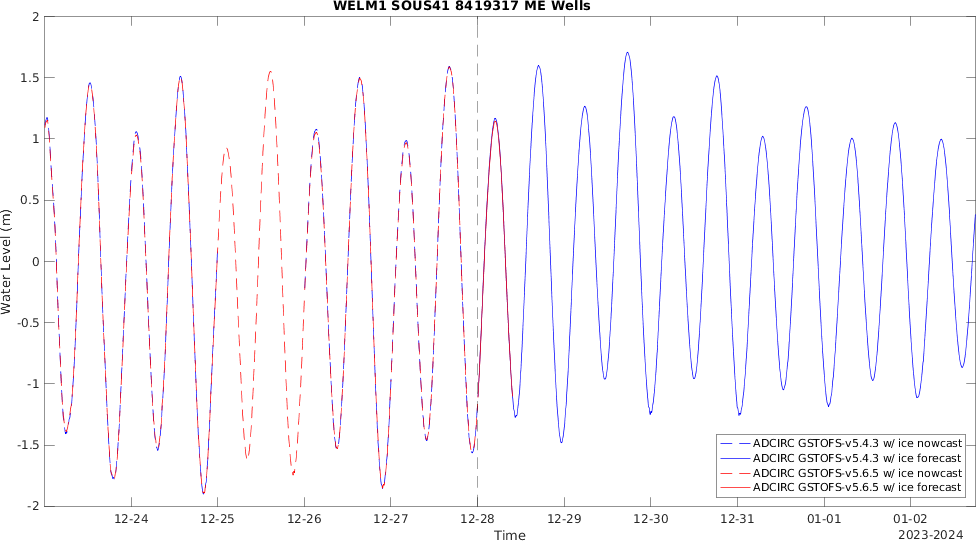 WELM1 SOUS41 8419317 ME Wells
2
1.5
1
0.5
0
-0.5
-1
-1.5
-2
Water Level (m)
12-24
12-25
12-26
12-27
12-28
12-29
12-30
12-31
01-01
01-02
Time
2023-2024
ADCIRC GSTOFS-v5.4.3 w/ ice nowcast
ADCIRC GSTOFS-v5.4.3 w/ ice forecast
ADCIRC GSTOFS-v5.6.5 w/ ice nowcast
ADCIRC GSTOFS-v5.6.5 w/ ice forecast